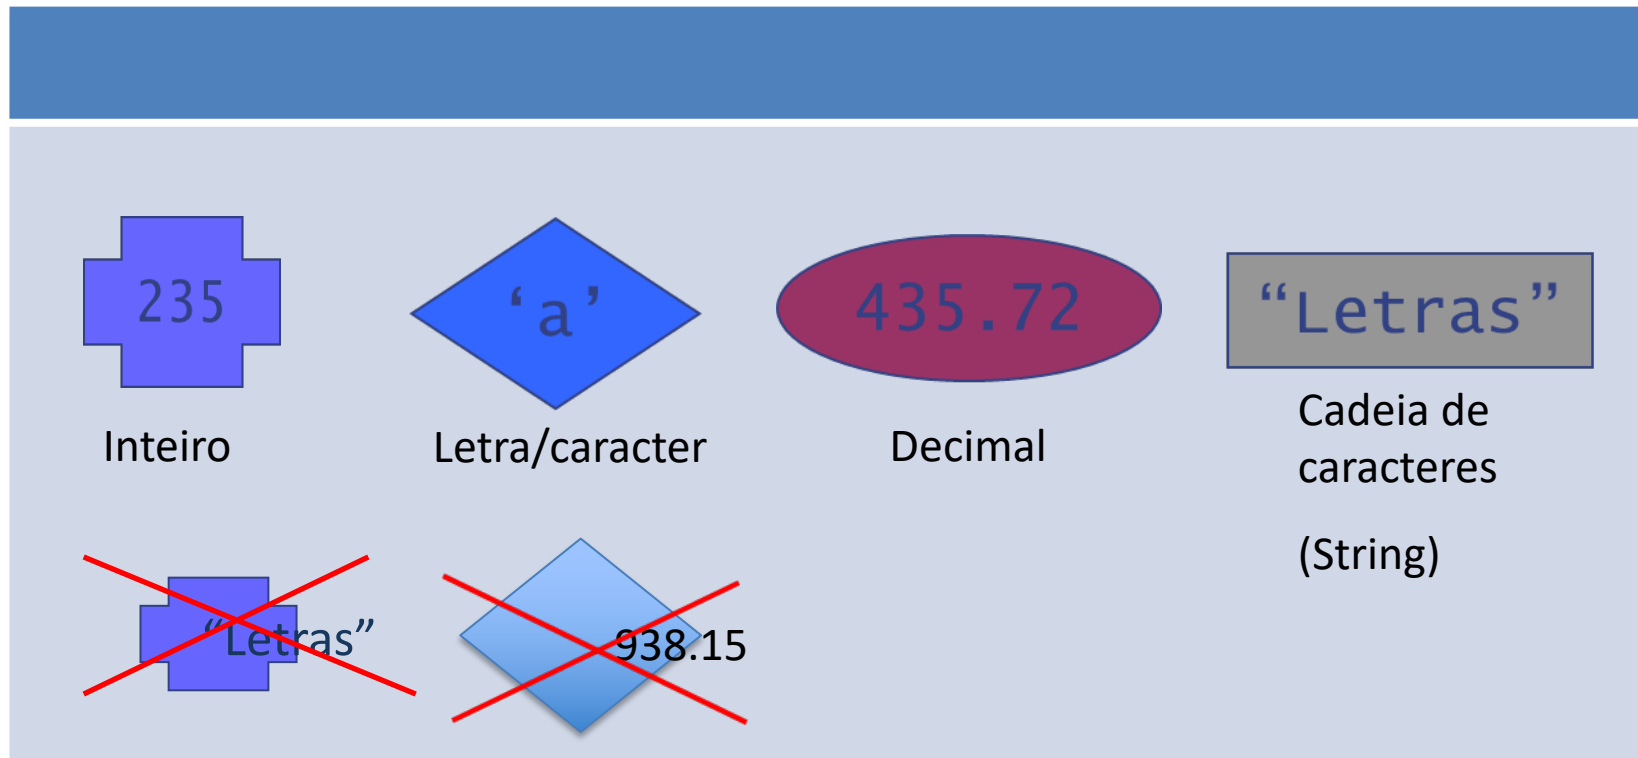 235
‘a’
435.72
“Letras”
Inteiro
Letra/caracter
Decimal
Cadeia de
caracteres
(String)
“Letras”
938.15